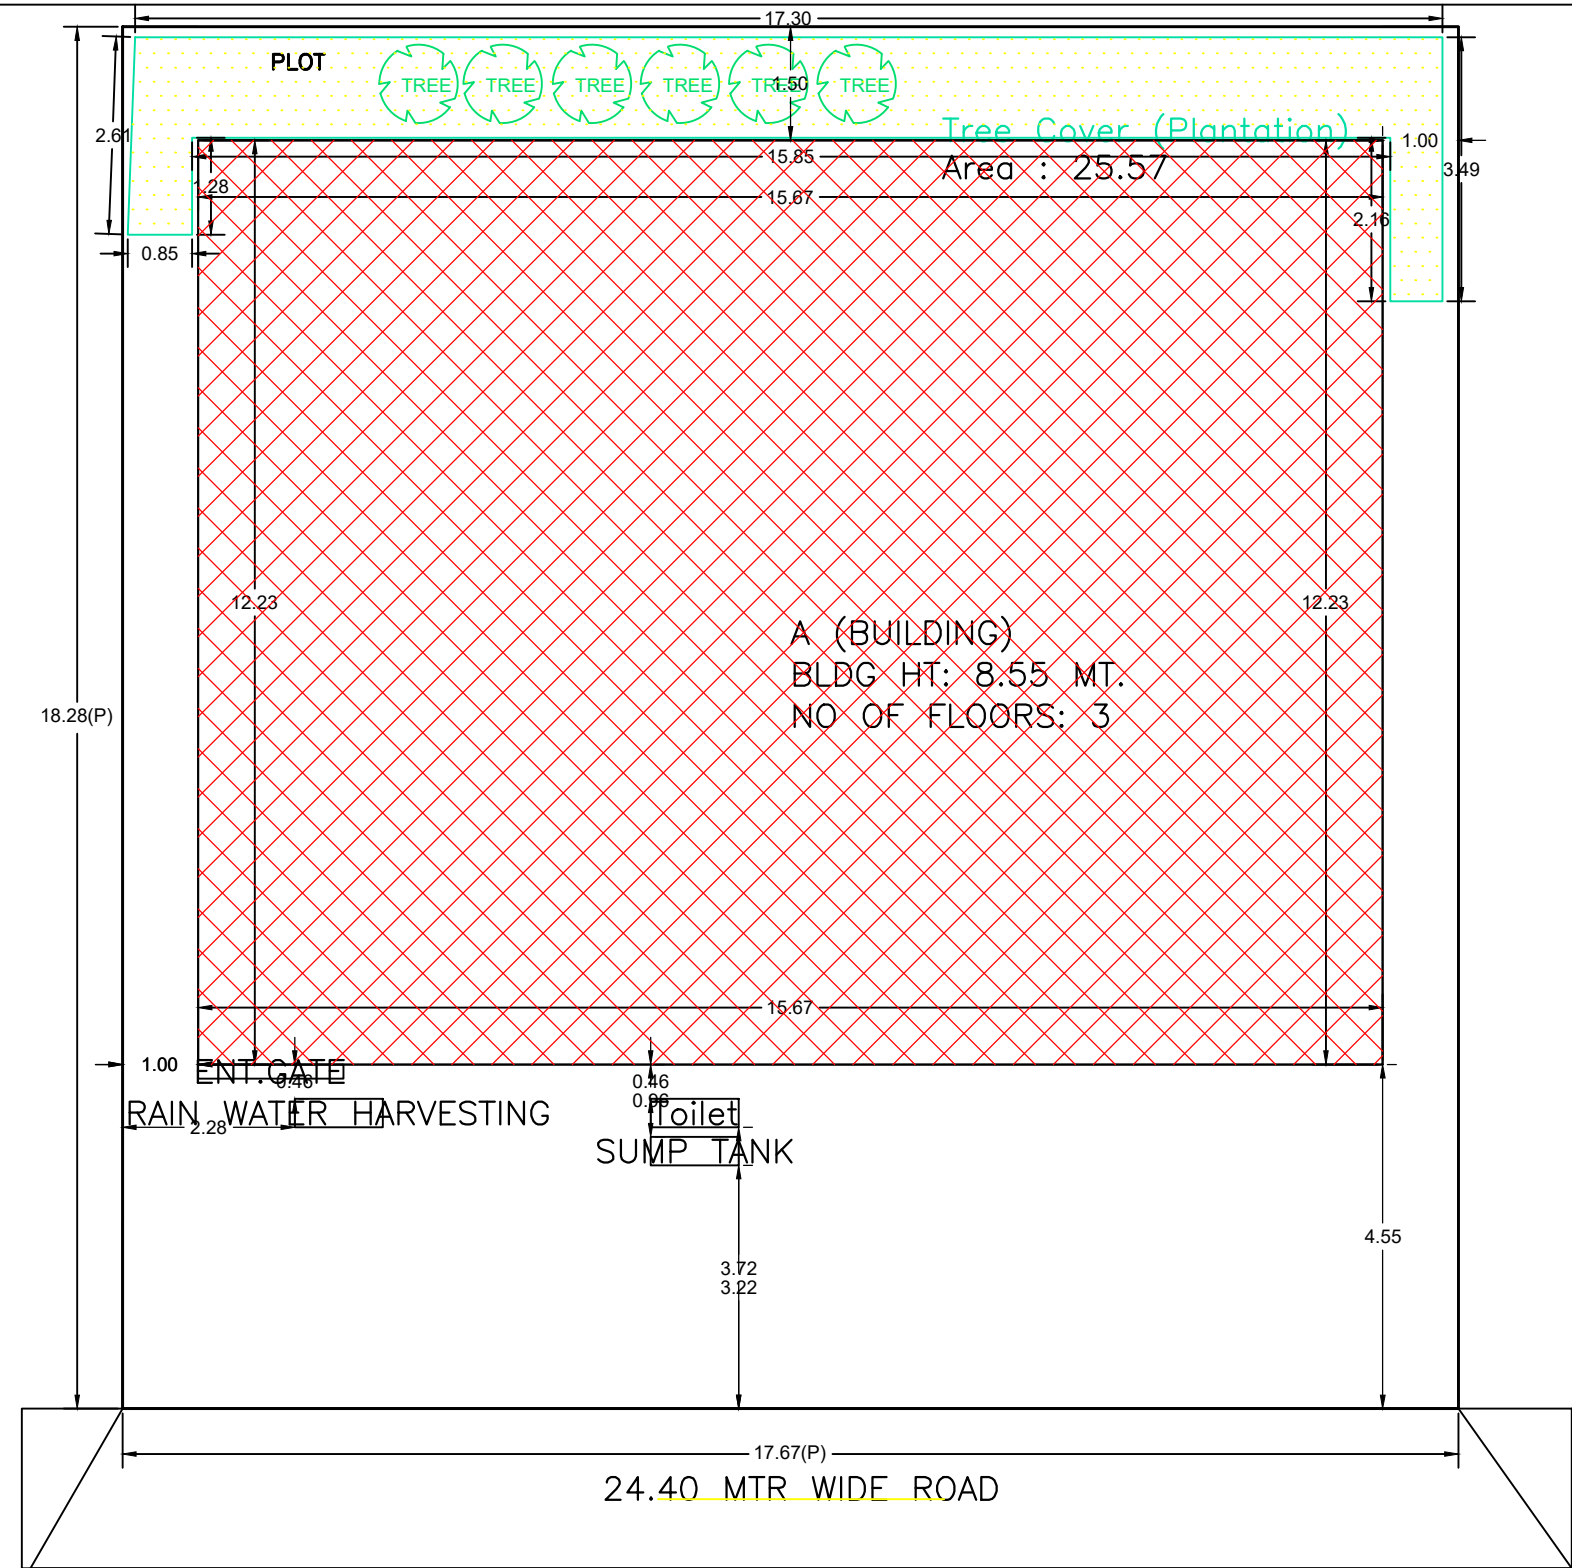 17.30
PLOT
TREE TREE TREE TREE TREE TREE
1.50
2.61
Tree Cover (Plantation)
1.00
15.85
Area : 25.57
3.49
1.28
15.67
2.16
0.85
12.23
12.23
A (BUILDING)
BLDG HT: 8.55 MT.
NO OF FLOORS: 3
18.28(P)
15.67
1.00
ENT.GATE
0.46
0.46
0.96
RAIN WATER HARVESTING
Toilet
2.28
SUMP TANK
4.55
3.72
3.22
17.67(P)
24.40 MTR WIDE ROAD